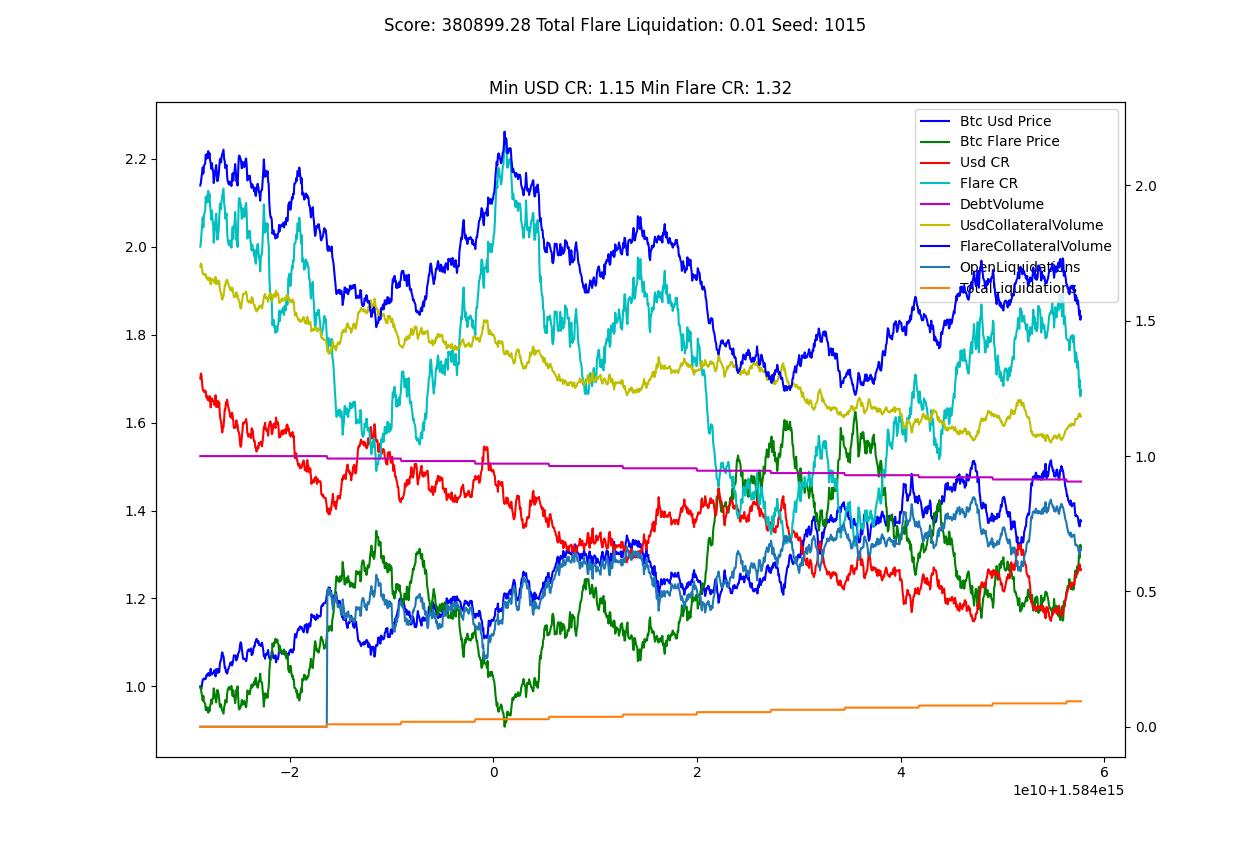 Score: 380899.28 Total Flare Liquidation: 0.01 Seed: 1015
Min USD CR: 1.15 Min Flare CR: 1.32
Btc Usd Price
Btc Flare Price
Usd CR
Flare CR
DebtVolume
UsdCollateralVolume
FlareCollateralVolume
OpenLiquidations
TotalLiquidations
2.2
2.0
1.8
1.6
1.4
1.2
1.0
2.0
1.5
1.0
0.5
0.0
−2
0
2
4
6
1e10+1.584e15